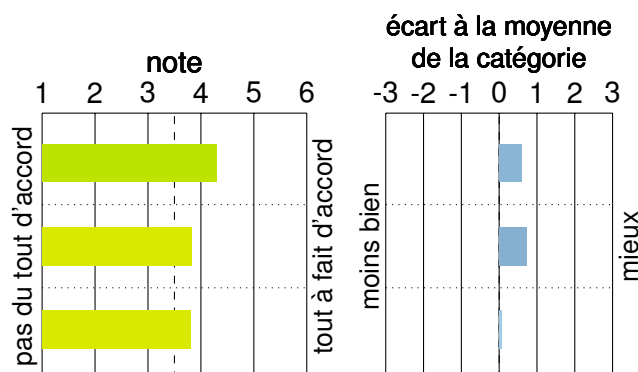 note
1 2 3 4 5 6
pas du tout d'accord
tout à fait d'accord
écart à la moyenne
de la catégorie
-3 -2 -1 0 1 2 3
moins bien
mieux